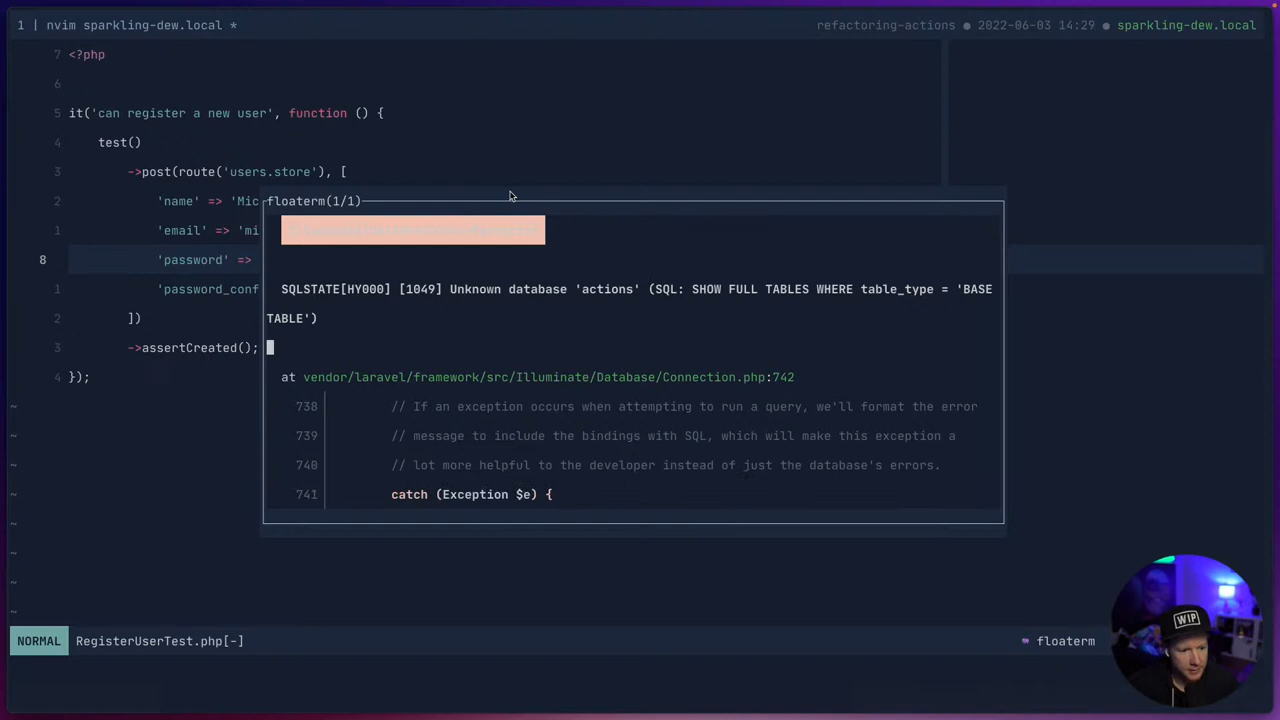 1 | nvim sparkling-dew.local *
refactoring-actions ● 2022-06-03 14:29 ● sparkling-dew.local
7 <?php
6
5 it('can register a new user', function () {
4 test()
3 ->post(route('users.store'), [
2 'name' => 'Mic
1 'email' => 'mi
8 'password' =>
1 'password_conf
2 ])
3 ->assertCreated();
4 });
~
~
~
~
~
~
~
~
floaterm(1/1)
SQLSTATE[HY000] [1049] Unknown database 'actions' (SQL: SHOW FULL TABLES WHERE table_type = 'BASE
TABLE')
at vendor/laravel/framework/src/Illuminate/Database/Connection.php:742
738 // If an exception occurs when attempting to run a query, we'll format the error
739 // message to include the bindings with SQL, which will make this exception a
740 // lot more helpful to the developer instead of just the database's errors.
741 catch (Exception $e) {
NORMAL RegisterUserTest.php[-]
floaterm
WIP